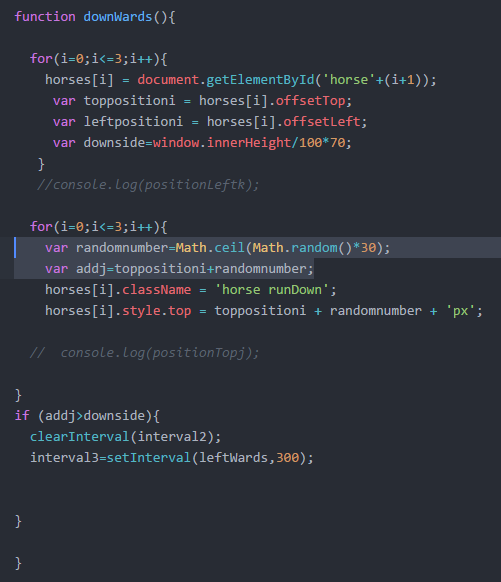 function downWards(){
for(i=0;i<=3;i++){
horses[i] = document.getElementById('horse'+(i+1));
var toppositioni = horses[i].offsetTop;
var leftpositioni = horses[i].offsetLeft;
var downside=window.innerHeight/100*70;
}
//console.log(positionLeftk);
for(i=0;i<=3;i++){
var randomnumber=Math.ceil(Math.random()*30);
var addj=toppositioni+randomnumber;
horses[i].className = 'horse runDown';
horses[i].style.top = toppositioni + randomnumber + 'px';
//  console.log(positionTopj);
}
if (addj>downside){
clearInterval(interval2);
interval3=setInterval(leftWards,300);
}
}